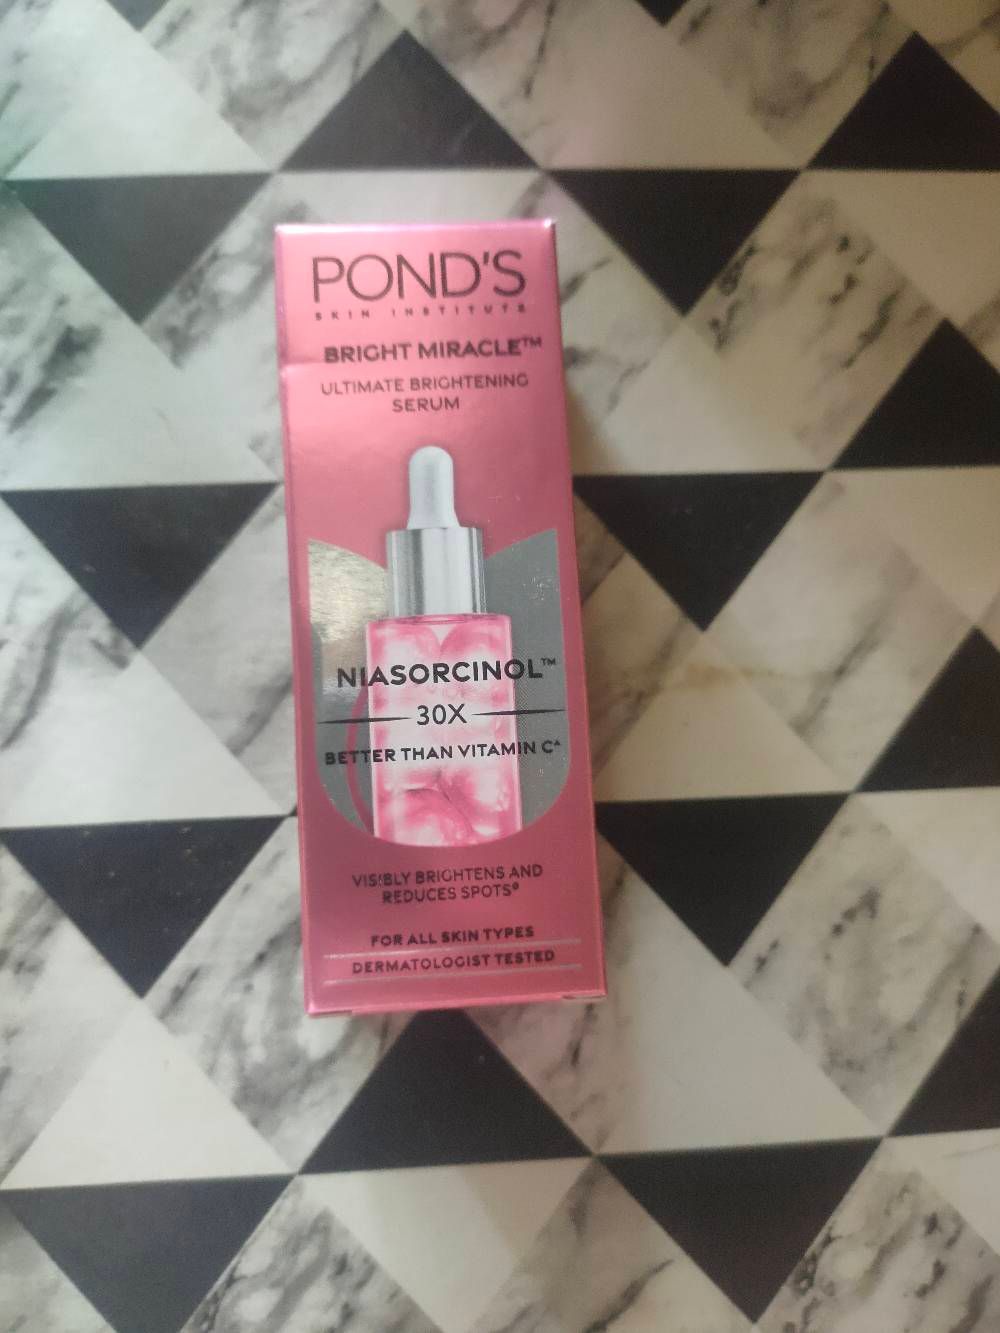 POND'S
SKIN INSTITUTE
BRIGHT MIRACLE™
ULTIMATE BRIGHTENING
SERUM
NIASORCINOL™
30X
BETTER THAN VITAMIN C^
VISIBLY BRIGHTENS AND
REDUCES SPOTS°
FOR ALL SKIN TYPES
DERMATOLOGIST TESTED